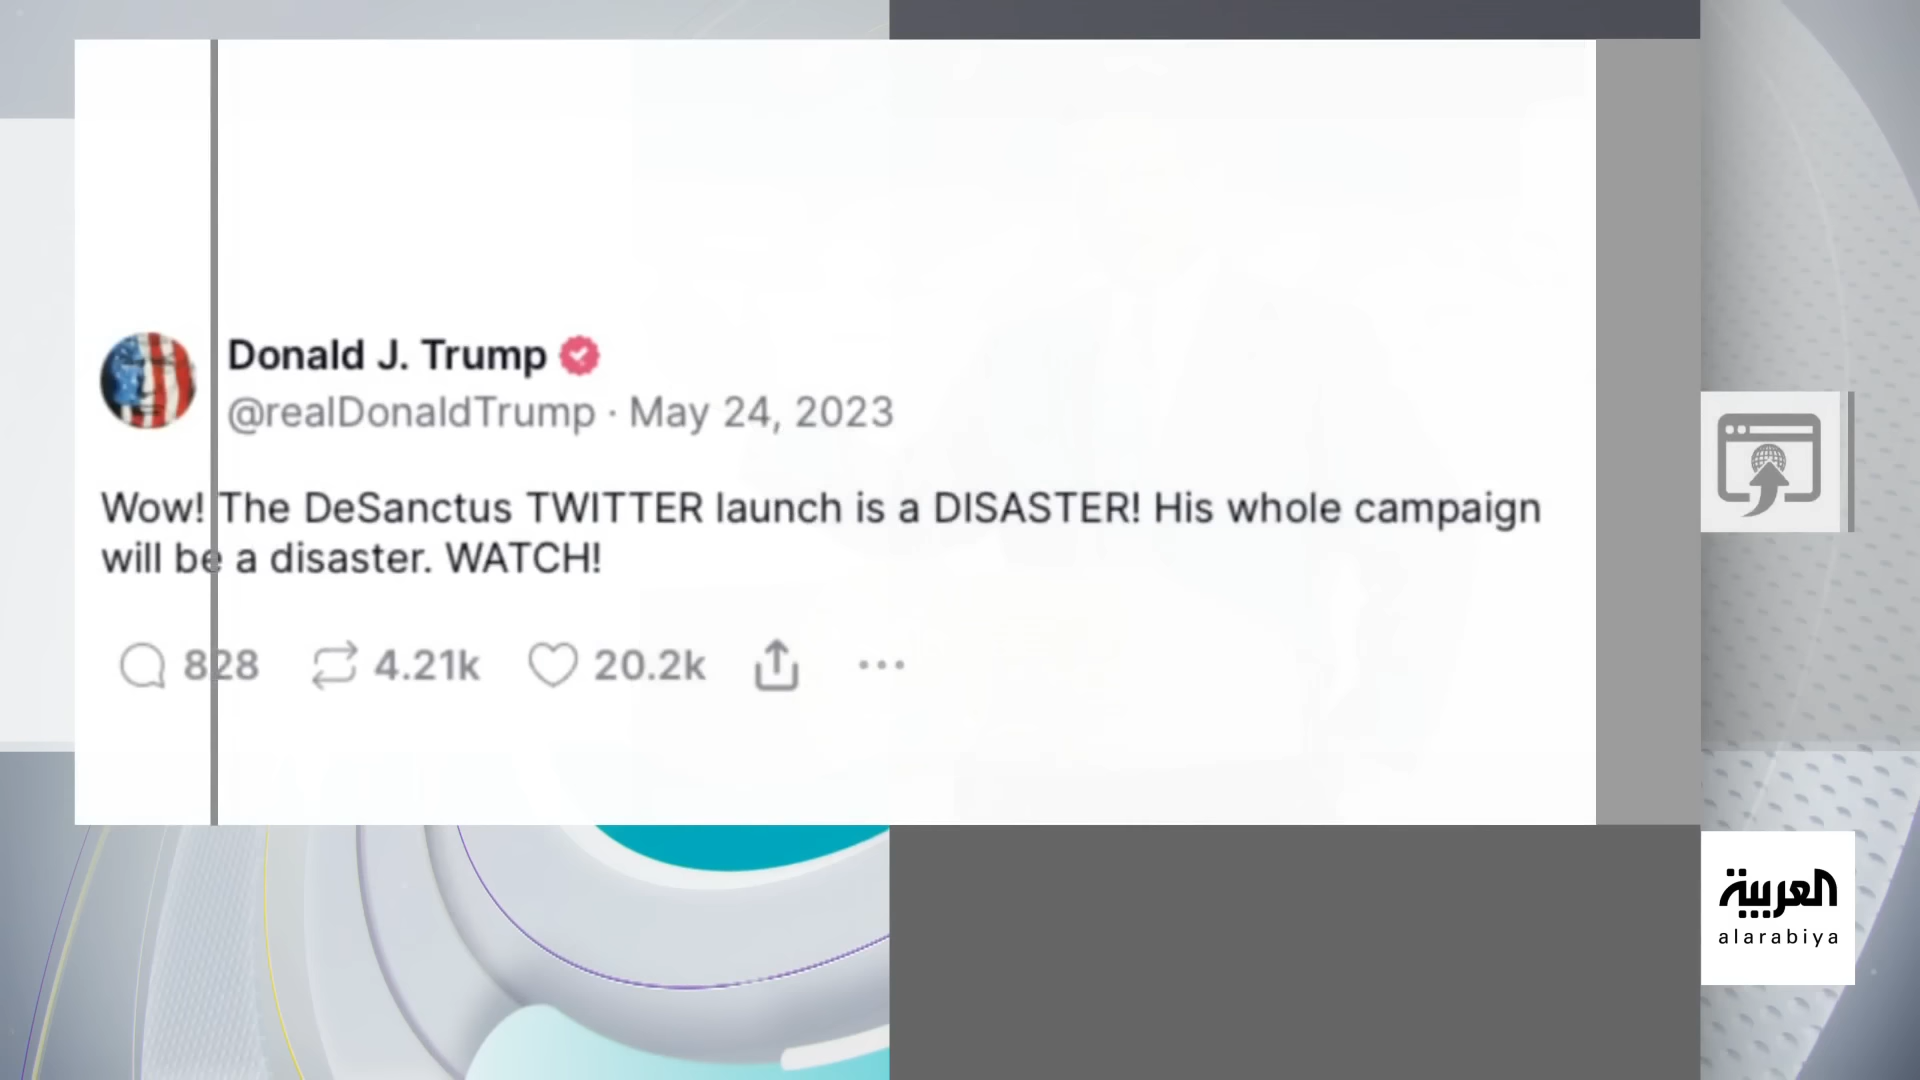 Donald J. Trump
@realDonaldTrump · May 24, 2023
Wow! The DeSanctus TWITTER launch is a DISASTER! His whole campaign
will be a disaster. WATCH!
828 4.21k 20.2k
العربية
alarabiya